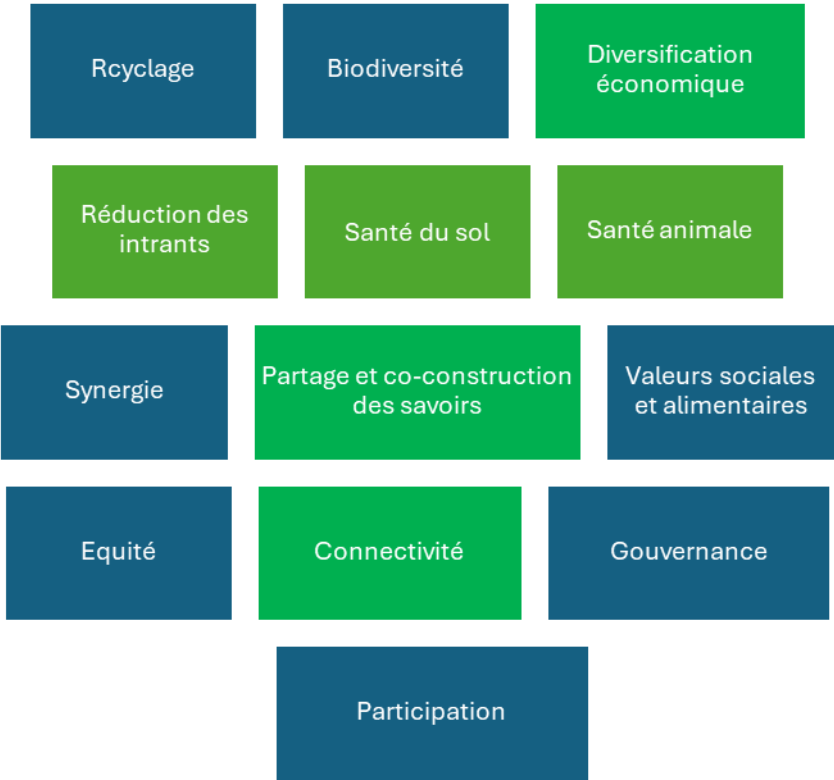 Rcyclage
Biodiversité
Diversification
économique
Réduction des
intrants
Santé du sol
Santé animale
Synergie
Partage et co-construction
des savoirs
Valeurs sociales
et alimentaires
Equité
Connectivité
Gouvernance
Participation